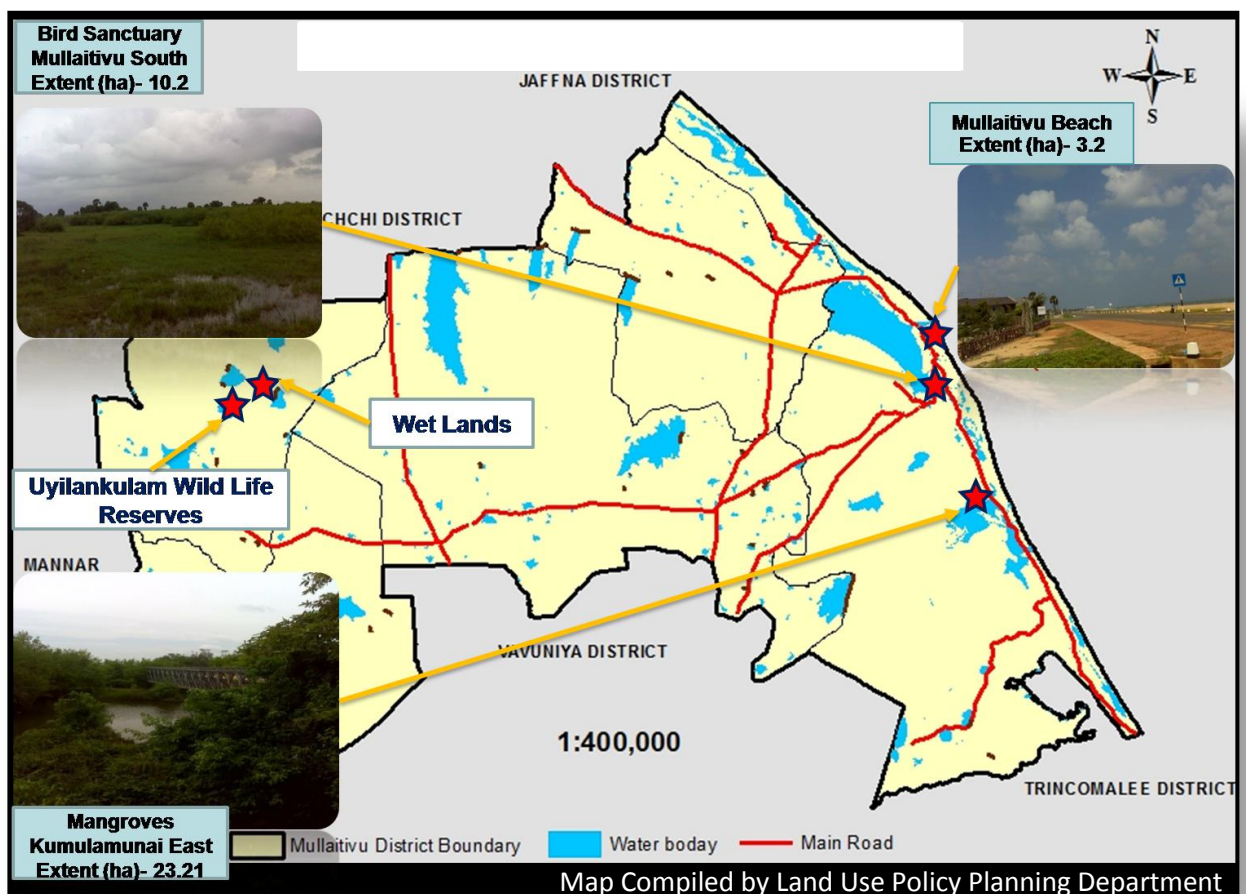 Bird Sanctuary
Mullaitivu South
Extent (ha)- 10.2
JAFFNA DISTRICT
N
W E
S
Mullaitivu Beach
Extent (ha)- 3.2
CHCHI DISTRICT
Wet Lands
Uyilankulam Wild Life
Reserves
MANNAR
VAVUNIYA DISTRICT
1:400,000
TRINCOMALEE DISTRICT
Mangroves
Kumulamunai East
Extent (ha)- 23.21
Mullaitivu District Boundary
Water boday
Main Road
Map Compiled by Land Use Policy Planning Department